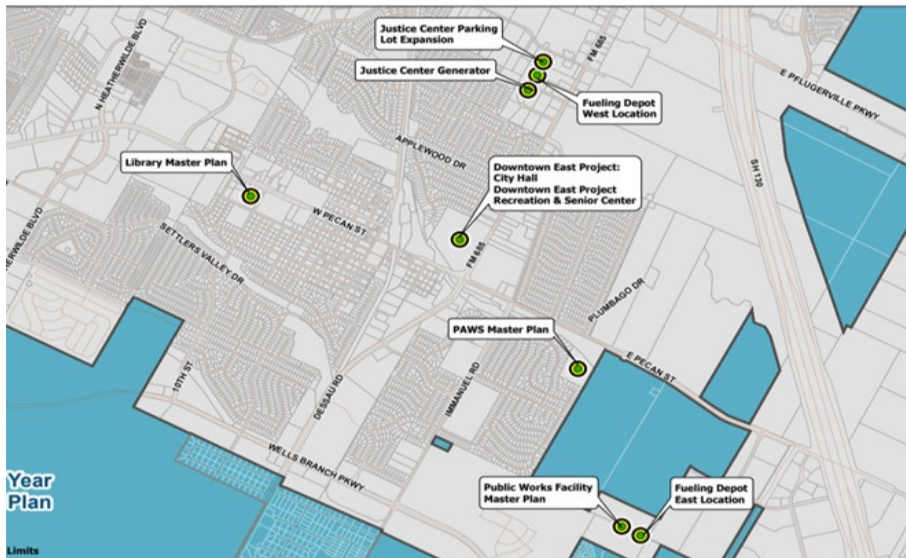 Justice Center Parking
Lot Expansion
FM 685
N HEATHERWILDE BLVD
Justice Center Generator
E PFLUGERVILLE PKWY
Fueling Depot
West Location
APPLEWOOD DR
Library Master Plan
Downtown East Project:
City Hall
Downtown East Project
Recreation & Senior Center
SH 130
W PECAN ST
HERWILDE BLVD
SETTLERS VALLEY DR
FM 685
PLUMBAGO DR
PAWS Master Plan
E PECAN ST
10TH ST
DESSAU RD
IMMANUEL RD
WELLS BRANCH PKWY
Year
Plan
Public Works Facility
Master Plan
Fueling Depot
East Location
Limits